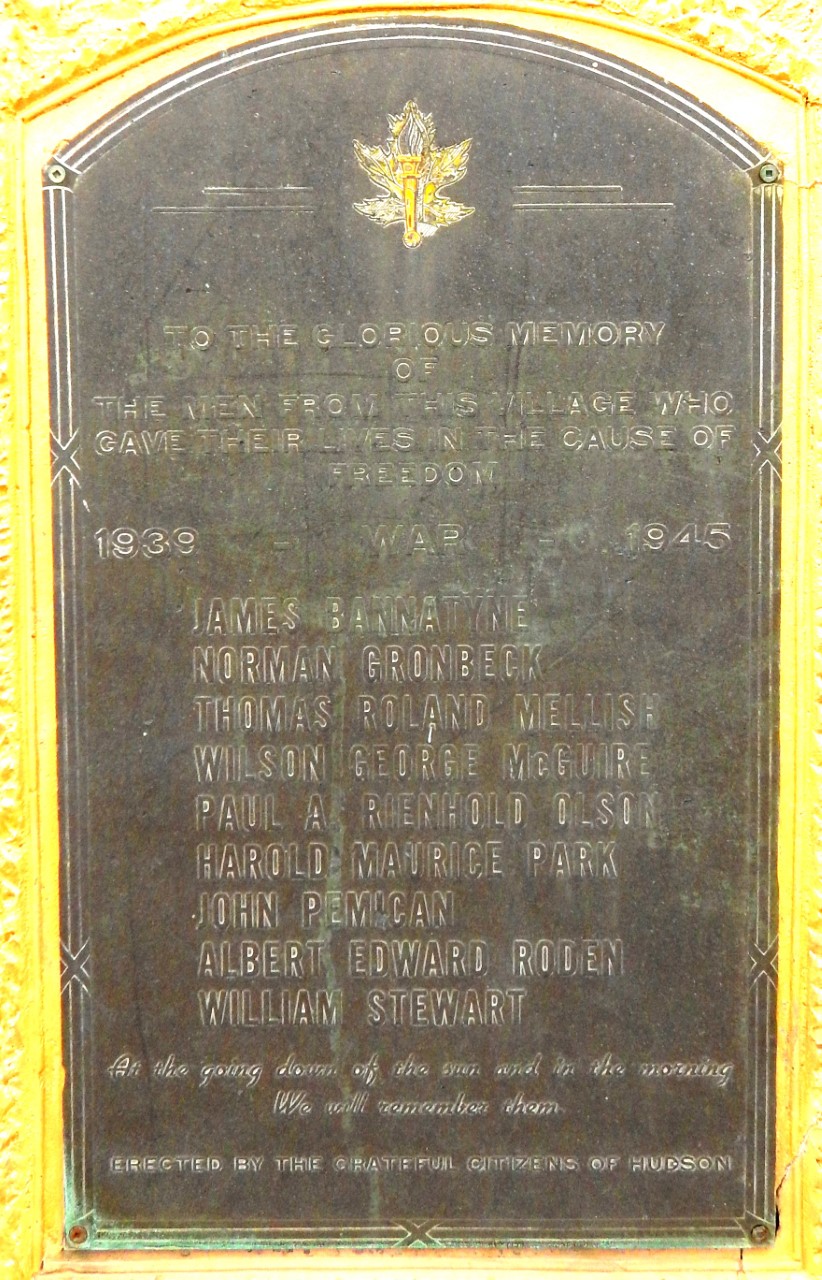 TO THE GLORIOUS MEMORY
OF
THE MEN FROM THIS VILLAGE WHO
GAVE THEIR LIVES IN THE CAUSE OF
FREEDOM
1939 - WAR - 1945
JAMES BANNATYNE
NORMAN GRONBECK
THOMAS ROLAND MELLISH
WILSON GEORGE McGUIRE
PAUL A. RIENHOLD OLSON
HAROLD MAURICE PARK
JOHN PEMICAN
ALBERT EDWARD RODEN
WILLIAM STEWART
At the going down of the sun and in the morning
We will remember them.
ERECTED BY THE GRATEFUL CITIZENS OF HUDSON